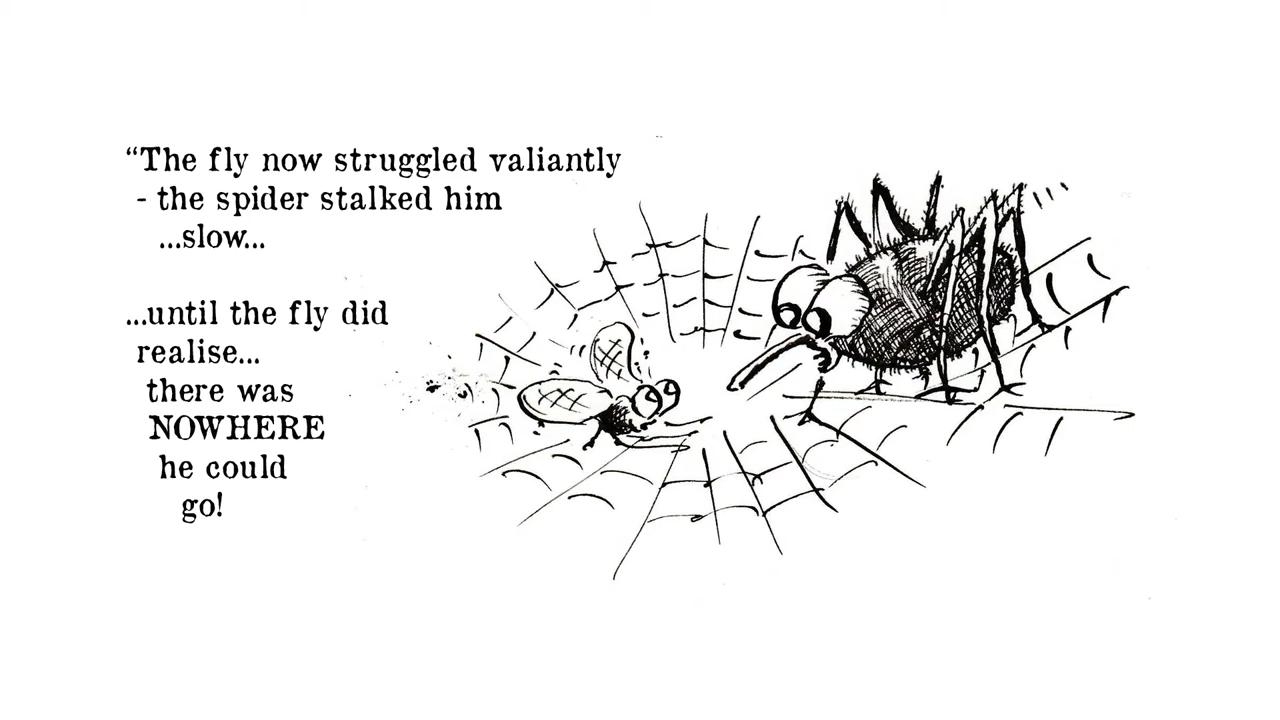 “The fly now struggled valiantly
- the spider stalked him
...slow...
...until the fly did
realise...
there was
NOWHERE
he could
go!